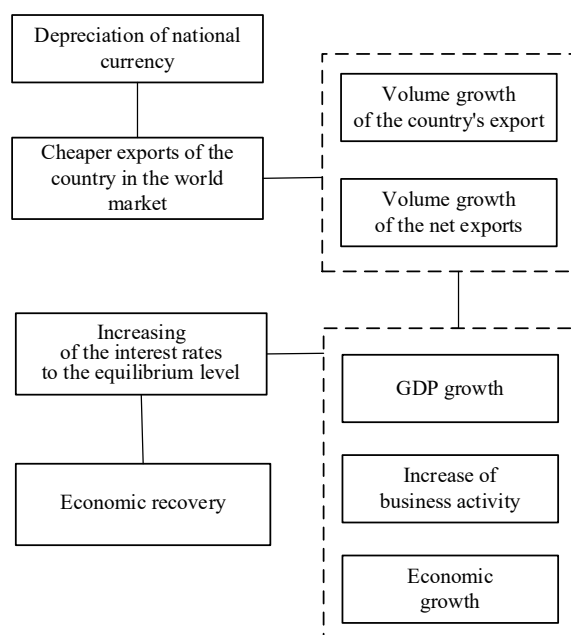 Depreciation of national
currency
Cheaper exports of the
country in the world
market
Volume growth
of the country's export
Volume growth
of the net exports
Increasing
of the interest rates
to the equilibrium level
Economic recovery
GDP growth
Increase of
business activity
Economic
growth